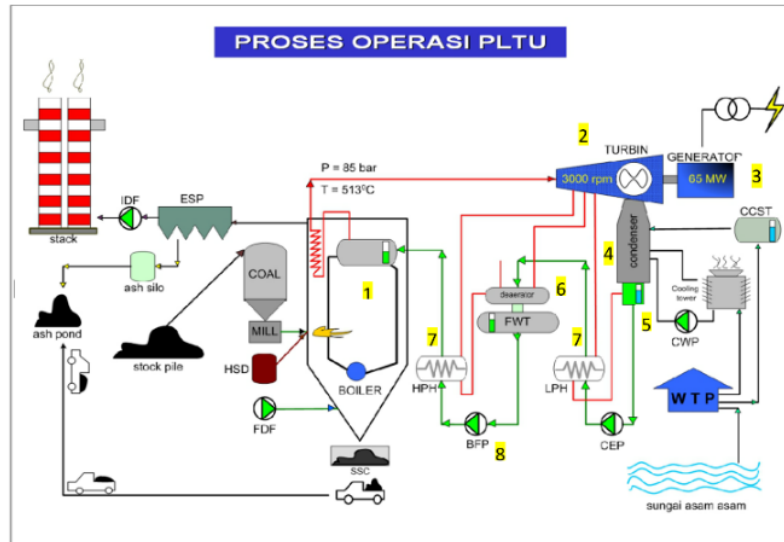 PROSES OPERASI PLTU
2
TURBIN
GENERATOR
3000 rpm
65 MW
3
P = 85 bar
T = 513⁰C
IDF
ESP
stack
CCST
4
condenser
COAL
1
6
deaerator
FWT
Cooling
tower
ash silo
5
CWP
ash pond
MILL
stock pile
7
7
HSD
BOILER
HPH
LPH
W T P
FDF
BFP
CEP
8
SSC
sungai asam asam